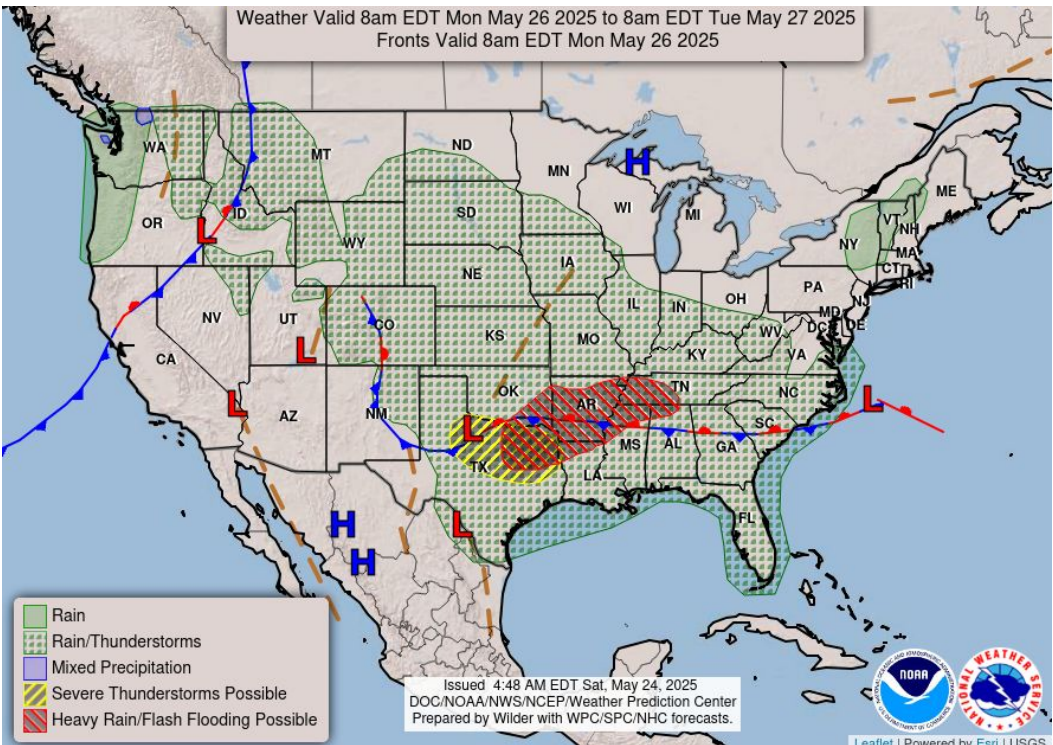 Weather Valid 8am EDT Mon May 26 2025 to 8am EDT Tue May 27 2025
Fronts Valid 8am EDT Mon May 26 2025
WA
MT
ND
MN
ME
VT
NH
OR
ID
WY
SD
WI
MI
NY
MA
CT
RI
H
L
NE
IA
IL
IN
OH
PA
NJ
MD
DE
DC
NV
UT
CO
KS
MO
KY
WV
VA
CA
L
L
AZ
NM
OK
AR
TN
NC
SC
L
L
TX
LA
MS
AL
GA
FL
L
H
H
Rain
Rain/Thunderstorms
Mixed Precipitation
Severe Thunderstorms Possible
Heavy Rain/Flash Flooding Possible
Issued 4:48 AM EDT Sat, May 24, 2025
DOC/NOAA/NWS/NCEP/Weather Prediction Center
Prepared by Wilder with WPC/SPC/NHC forecasts.
NOAA
NATIONAL WEATHER SERVICE
Leaflet | Powered by Esri | USGS